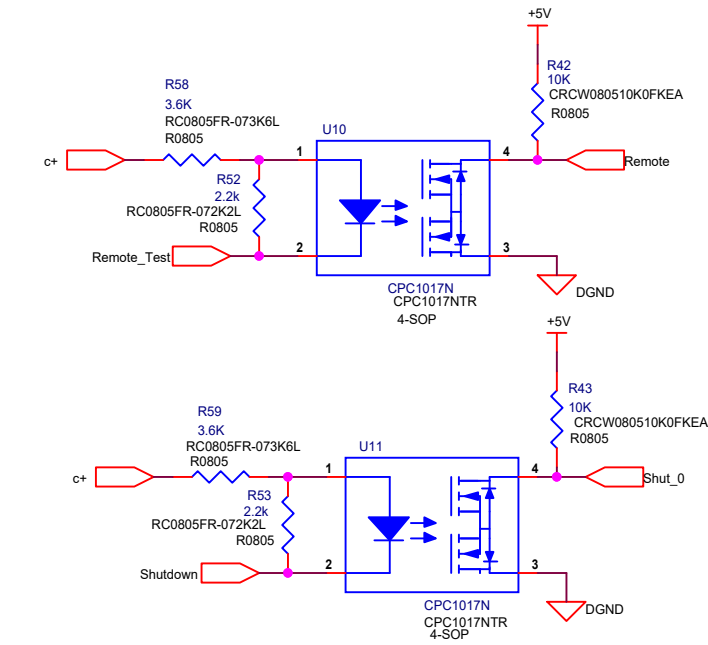 +5V
R42
10K
CRCW080510K0FKEA
R0805
R58
3.6K
RC0805FR-073K6L
R0805
U10
c+
1
4
Remote
R52
2.2k
RC0805FR-072K2L
R0805
Remote_Test
2
3
DGND
CPC1017N
CPC1017NTR
4-SOP
+5V
R43
10K
CRCW080510K0FKEA
R0805
R59
3.6K
RC0805FR-073K6L
R0805
U11
c+
1
4
Shut_0
R53
2.2k
RC0805FR-072K2L
R0805
Shutdown
2
3
DGND
CPC1017N
CPC1017NTR
4-SOP